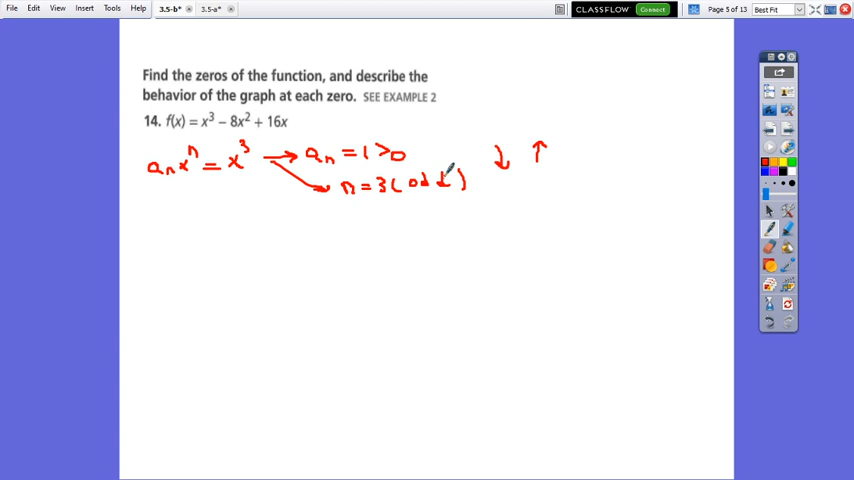 File Edit View Insert Tools Help 3.5-b* 3.5-a* CLASSFLOW Connect Page 5 of 13 Best Fit
Find the zeros of the function, and describe the
behavior of the graph at each zero. SEE EXAMPLE 2
14. f(x) = x³ – 8x² + 16x
aₙxⁿ = x³ → aₙ = 1 > 0 ↓ ↑
n = 3 (odd)